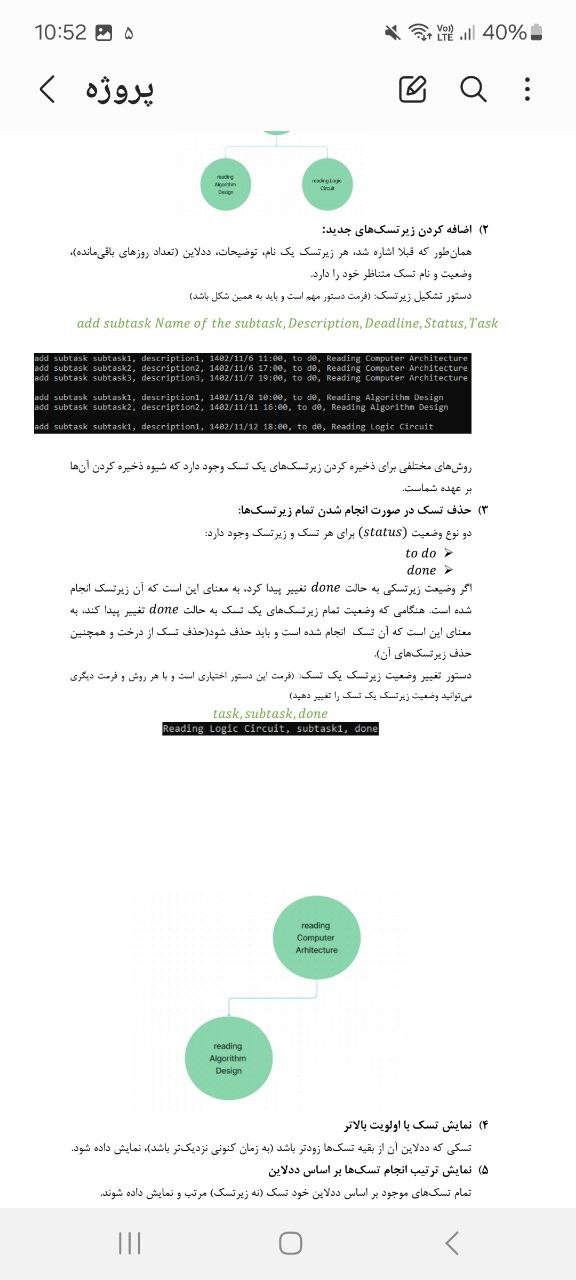 10:52 ۵ Vo)) LTE 40%
پروژه
reading
Algorithm
Design
reading Logic
Circuit
۲) اضافه کردن زیرتسک‌های جدید:
همان‌طور که قبلا اشاره شد، هر زیرتسک یک نام، توضیحات، ددلاین (تعداد روزهای باقی‌مانده)،
وضعیت و نام تسک متناظر خود را دارد.
دستور تشکیل زیرتسک: (فرمت دستور مهم است و باید به همین شکل باشد)
add subtask Name of the subtask, Description, Deadline, Status, Task
add subtask subtask1, description1, 1402/11/6 11:00, to d0, Reading Computer Architecture
add subtask subtask2, description2, 1402/11/6 17:00, to d0, Reading Computer Architecture
add subtask subtask3, description3, 1402/11/7 19:00, to d0, Reading Computer Architecture
add subtask subtask1, description1, 1402/11/8 10:00, to d0, Reading Algorithm Design
add subtask subtask2, description2, 1402/11/11 16:00, to d0, Reading Algorithm Design
add subtask subtask1, description1, 1402/11/12 18:00, to d0, Reading Logic Circuit
روش‌های مختلفی برای ذخیره کردن زیرتسک‌های یک تسک وجود دارد که شیوه ذخیره کردن آن‌ها
بر عهده شماست.
۳) حذف تسک در صورت انجام شدن تمام زیرتسک‌ها:
دو نوع وضعیت (status) برای هر تسک و زیرتسک وجود دارد:
➢ to do
➢ done
اگر وضیعت زیرتسکی به حالت done تغییر پیدا کرد، به معنای این است که آن زیرتسک انجام
شده است. هنگامی که وضعیت تمام زیرتسک‌های یک تسک به حالت done تغییر پیدا کند، به
معنای این است که آن تسک انجام شده است و باید حذف شود(حذف تسک از درخت و همچنین
حذف زیرتسک‌های آن).
دستور تغییر وضعیت زیرتسک یک تسک: (فرمت این دستور اختیاری است و با هر روش و فرمت دیگری
می‌توانید وضعیت زیرتسک یک تسک را تغییر دهید)
task, subtask, done
Reading Logic Circuit, subtask1, done
reading
Computer
Arhitecture
reading
Algorithm
Design
۴) نمایش تسک با اولویت بالاتر
تسکی که ددلاین آن از بقیه تسک‌ها زودتر باشد (به زمان کنونی نزدیک‌تر باشد)، نمایش داده شود.
۵) نمایش ترتیب انجام تسک‌ها بر اساس ددلاین
تمام تسک‌های موجود بر اساس ددلاین خود تسک (نه زیرتسک) مرتب و نمایش داده شوند.